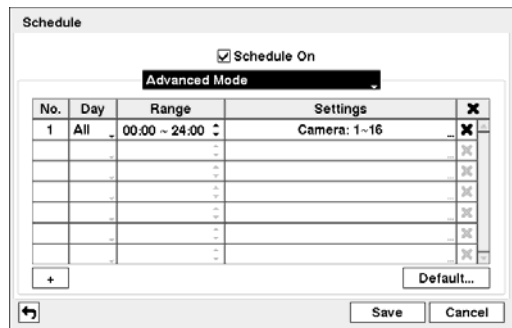 Schedule
Schedule On
Advanced Mode
No. Day Range Settings ✖
1 All 00:00 ~ 24:00 Camera: 1~16 ... ✖
+ Default...
Save Cancel